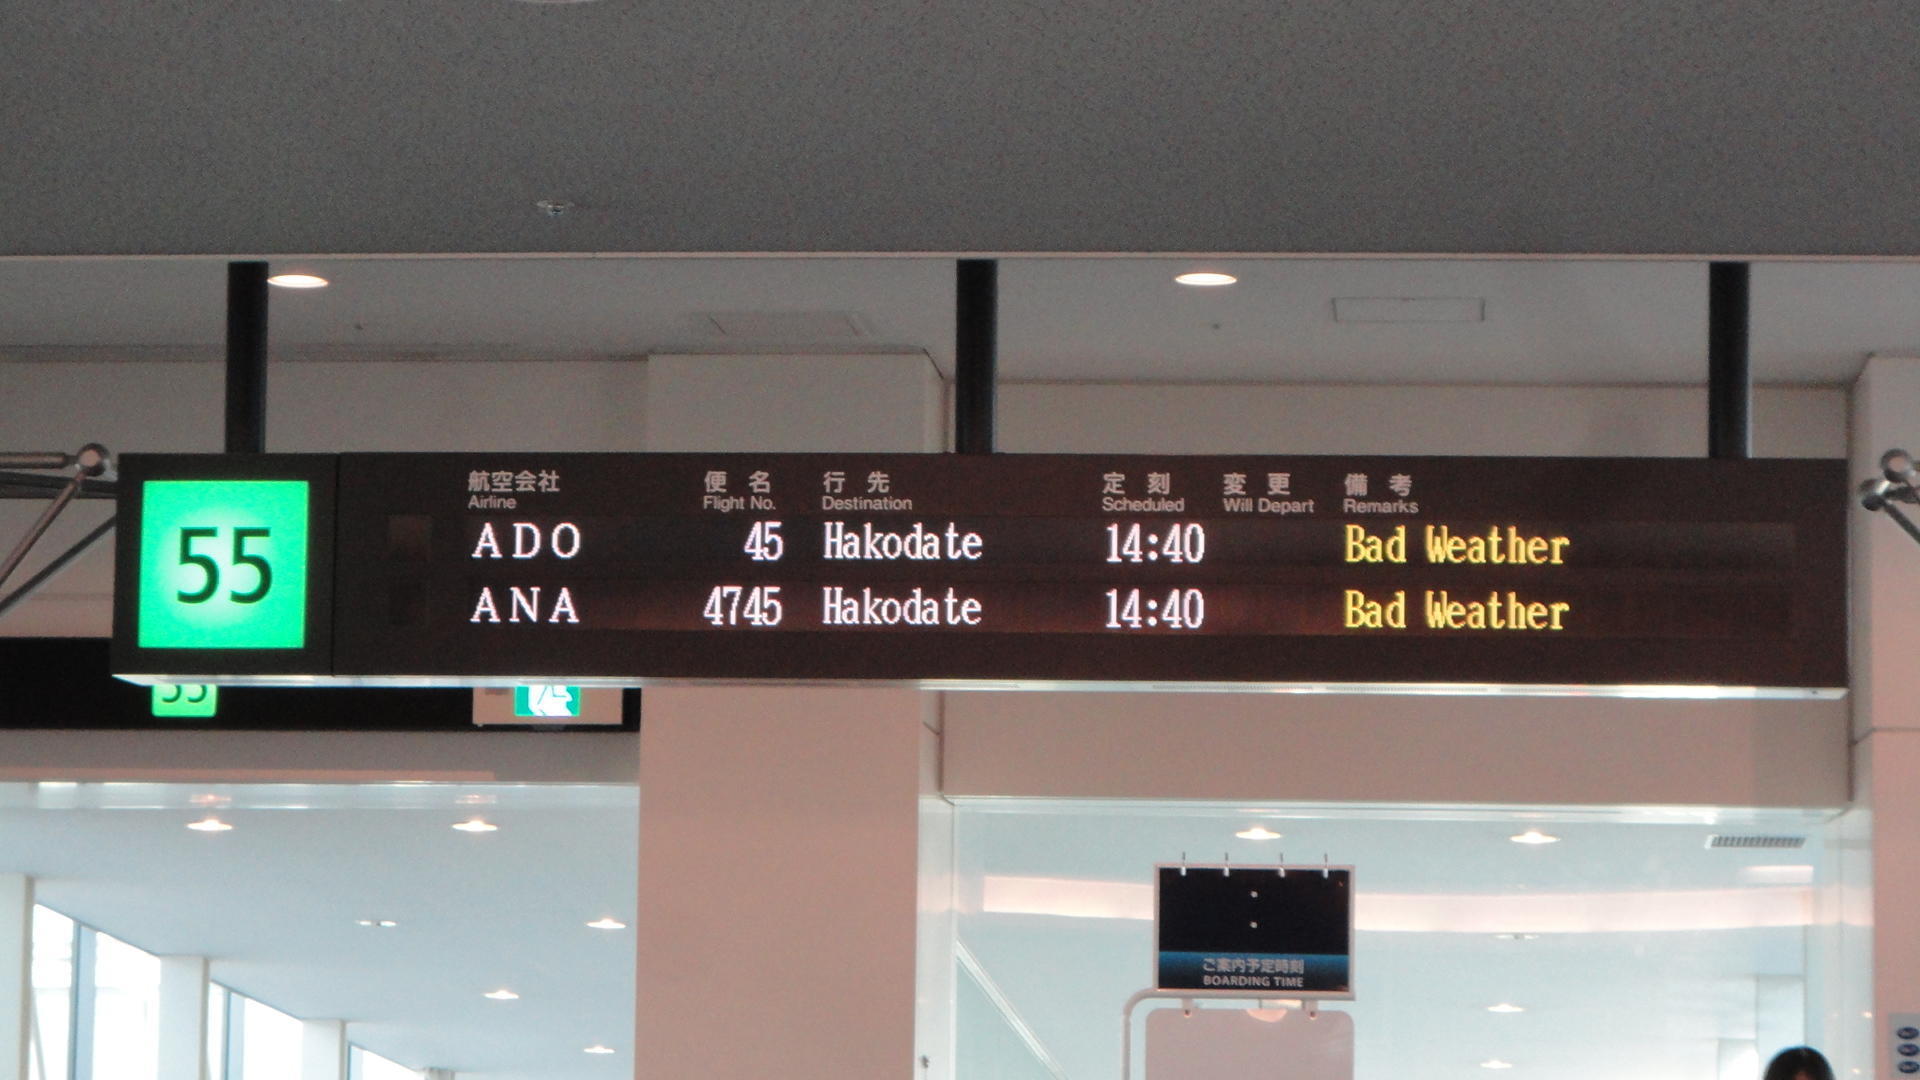 55
航空会社 便名 行先 定刻 変更 備考
Airline Flight No. Destination Scheduled Will Depart Remarks
ADO 45 Hakodate 14:40 Bad Weather
ANA 4745 Hakodate 14:40 Bad Weather
55
ご案内予定時刻
BOARDING TIME